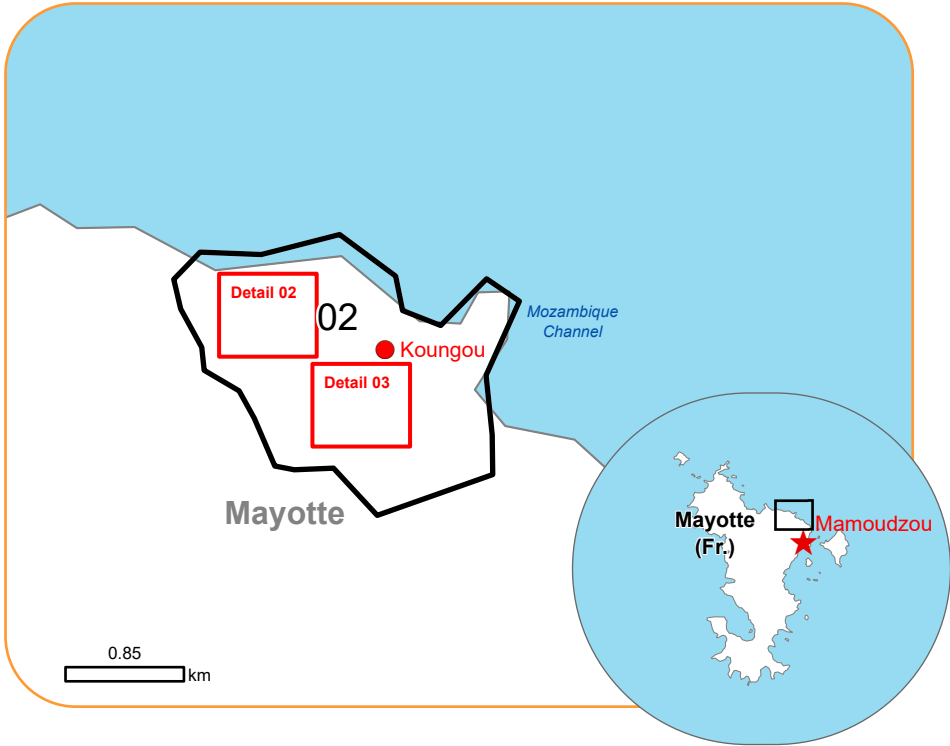 Detail 02
02
Mozambique
Channel
Koungou
Detail 03
Mayotte
Mayotte
(Fr.)
Mamoudzou
0.85
km